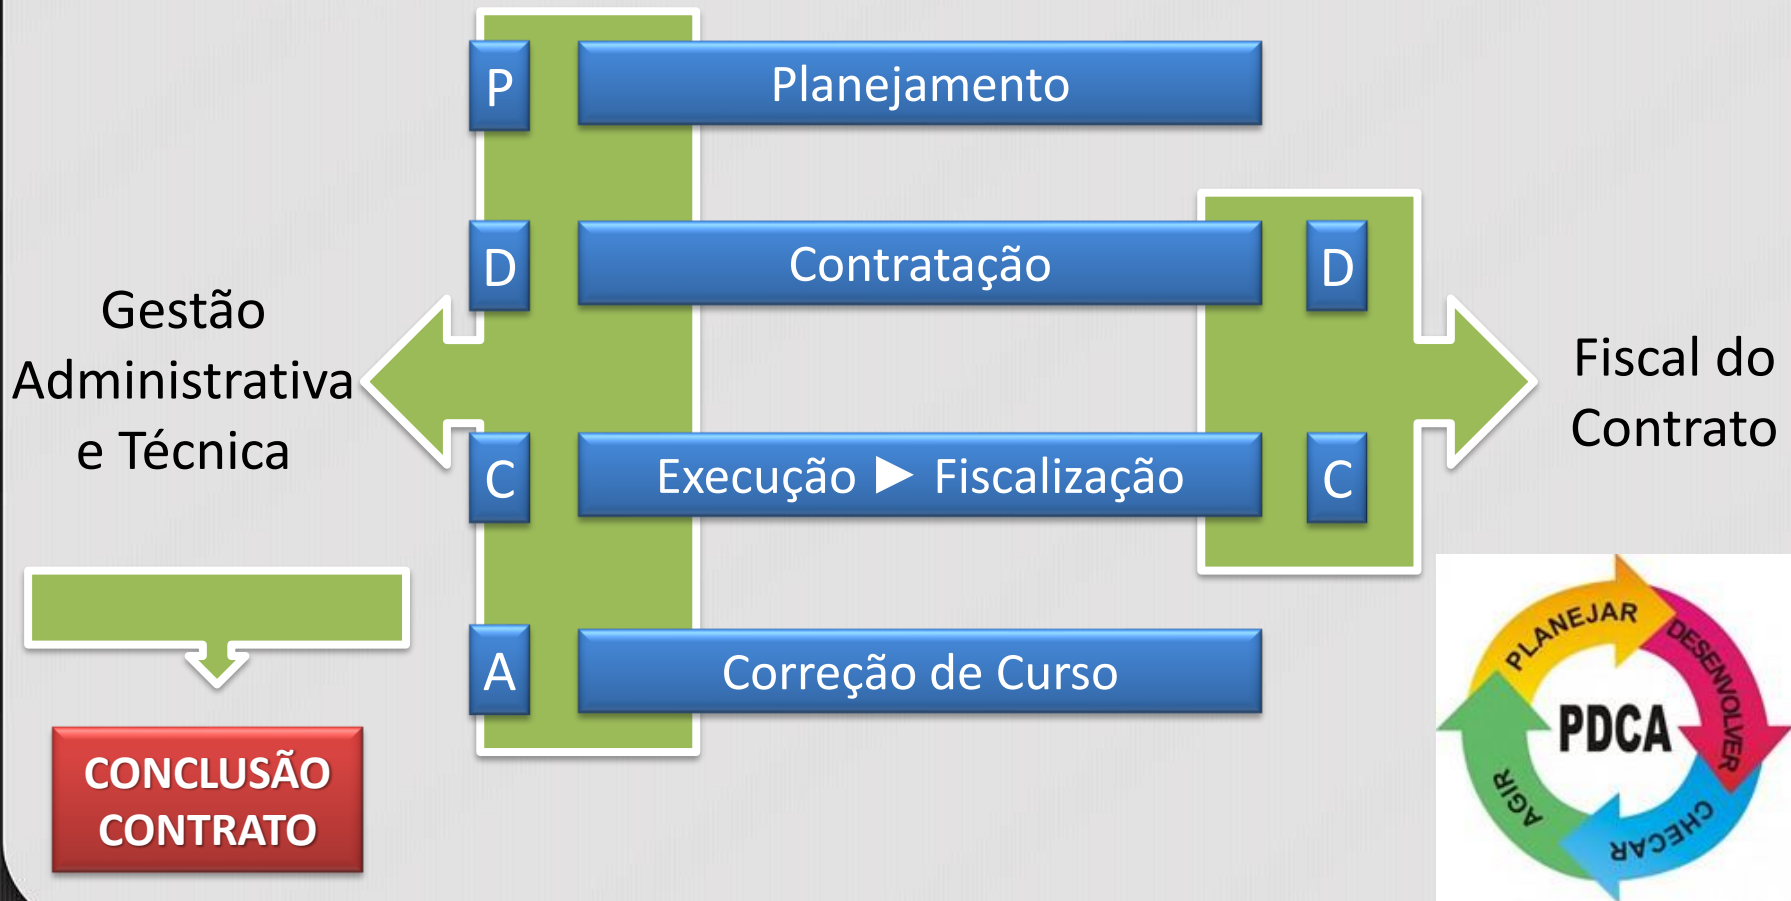 P
Planejamento
D
Contratação
D
Gestão
Administrativa
e Técnica
Fiscal do
Contrato
C
Execução ► Fiscalização
C
A
Correção de Curso
CONCLUSÃO
CONTRATO
PLANEJAR
DESENVOLVER
PDCA
AGIR
CHECAR